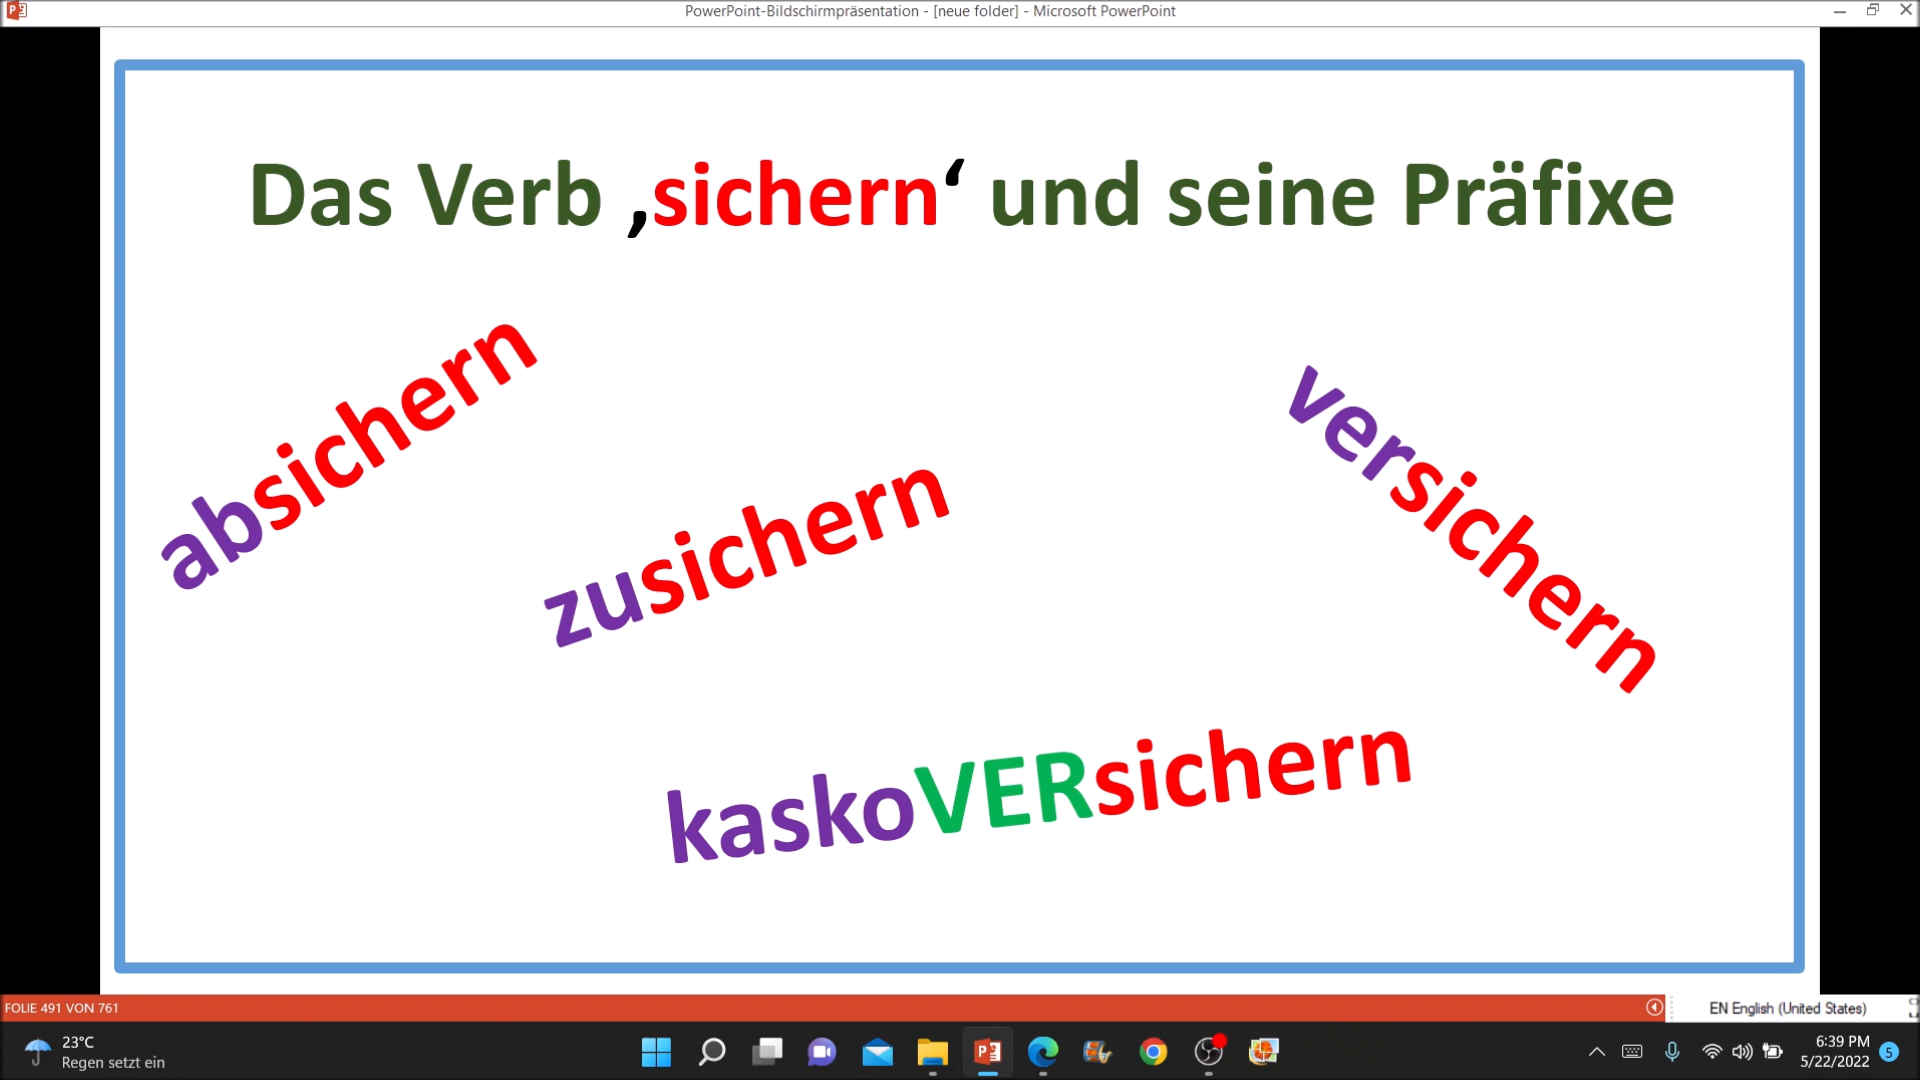 PowerPoint-Bildschirmpräsentation - [neue folder] - Microsoft PowerPoint
Das Verb ‚sichern‘ und seine Präfixe
absichern
zusichern
versichern
kaskoVERsichern
FOLIE 491 VON 761
EN English (United States)
23°C
Regen setzt ein
6:39 PM
5/22/2022
5